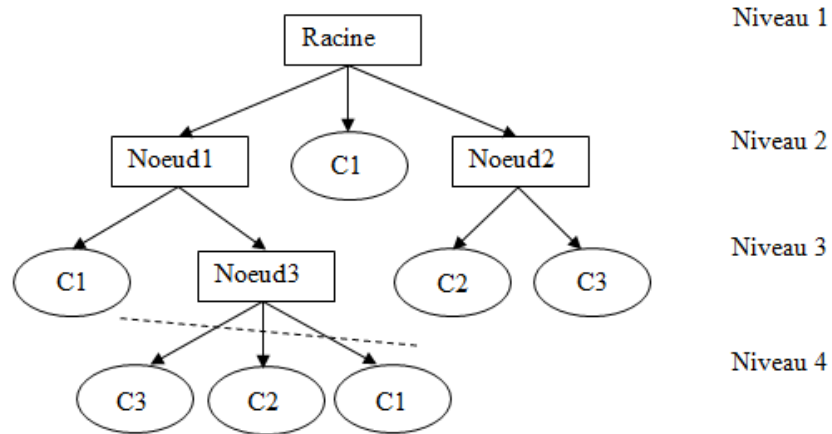 Racine
Niveau 1
Noeud1
C1
Noeud2
Niveau 2
C1
Noeud3
C2
C3
Niveau 3
C3
C2
C1
Niveau 4